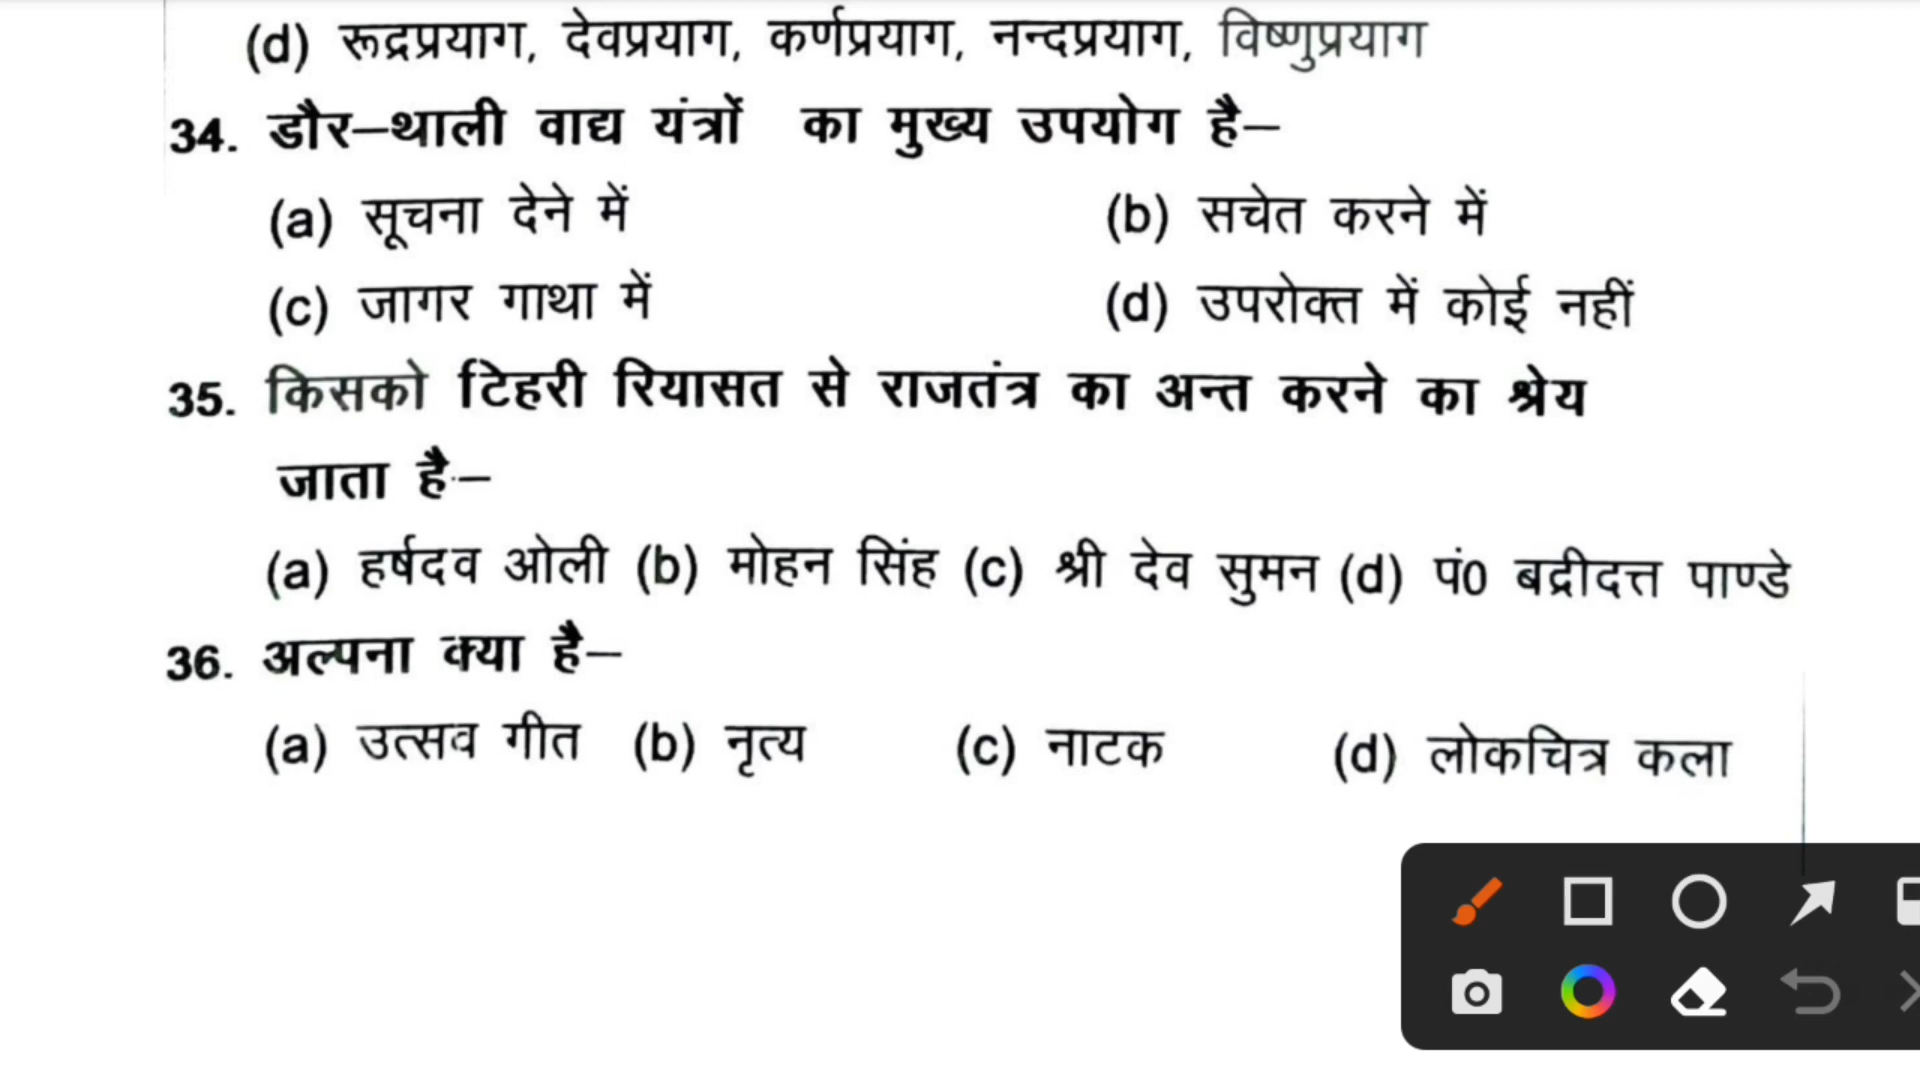 (d) रूद्रप्रयाग, देवप्रयाग, कर्णप्रयाग, नन्दप्रयाग, विष्णुप्रयाग
34. डौर–थाली वाद्य यंत्रों का मुख्य उपयोग है–
(a) सूचना देने में (b) सचेत करने में
(c) जागर गाथा में (d) उपरोक्त में कोई नहीं
35. किसको टिहरी रियासत से राजतंत्र का अन्त करने का श्रेय
जाता है–
(a) हर्षदव ओली (b) मोहन सिंह (c) श्री देव सुमन (d) पं0 बद्रीदत्त पाण्डे
36. अल्पना क्या है–
(a) उत्सव गीत (b) नृत्य (c) नाटक (d) लोकचित्र कला